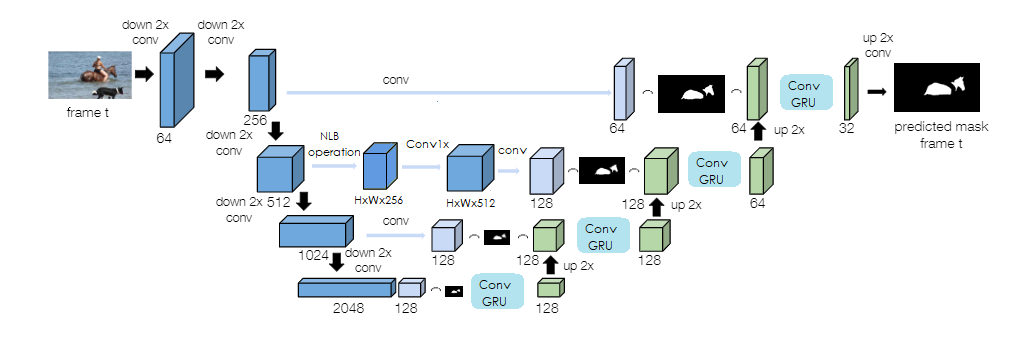 down 2x
conv
down 2x
conv
frame t
64
256
conv
64
64
Conv
GRU
32
up 2x
conv
predicted mask
frame t
down 2x
conv
NLB
operation
Conv1x
conv
512
HxWx256
HxWx512
128
128
Conv
GRU
64
up 2x
down 2x
conv
1024
conv
128
128
Conv
GRU
128
up 2x
down 2x
conv
2048
128
Conv
GRU
128
up 2x